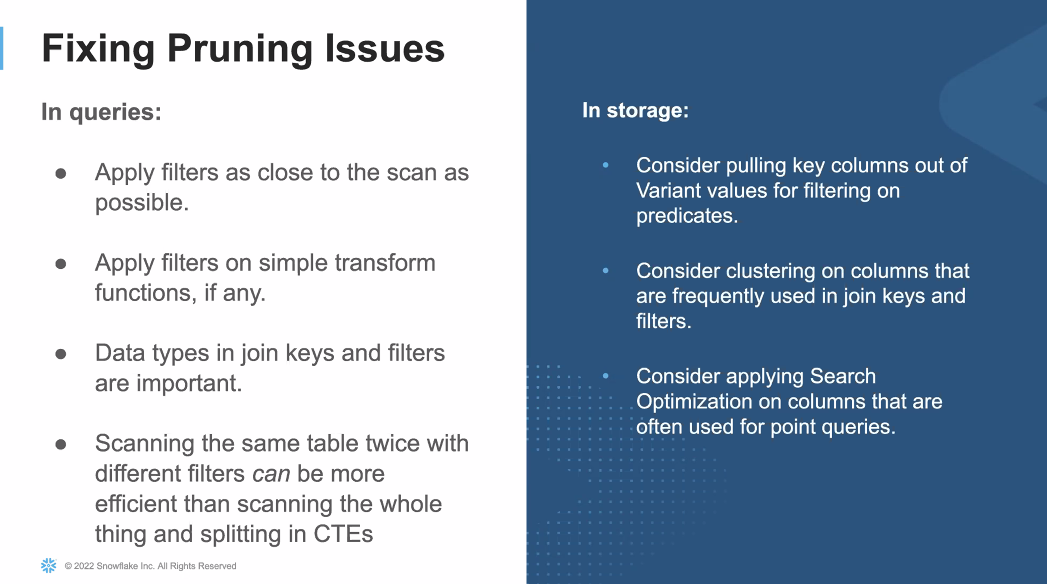 Fixing Pruning Issues
In queries:
● Apply filters as close to the scan as
possible.
● Apply filters on simple transform
functions, if any.
● Data types in join keys and filters
are important.
● Scanning the same table twice with
different filters can be more
efficient than scanning the whole
thing and splitting in CTEs
© 2022 Snowflake Inc. All Rights Reserved
In storage:
• Consider pulling key columns out of
Variant values for filtering on
predicates.
• Consider clustering on columns that
are frequently used in join keys and
filters.
• Consider applying Search
Optimization on columns that are
often used for point queries.